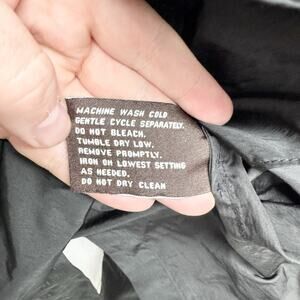 MACHINE WASH COLD
GENTLE CYCLE SEPARATELY.
DO NOT BLEACH.
TUMBLE DRY LOW.
REMOVE PROMPTLY.
IRON ON LOWEST SETTING
AS NEEDED.
DO NOT DRY CLEAN